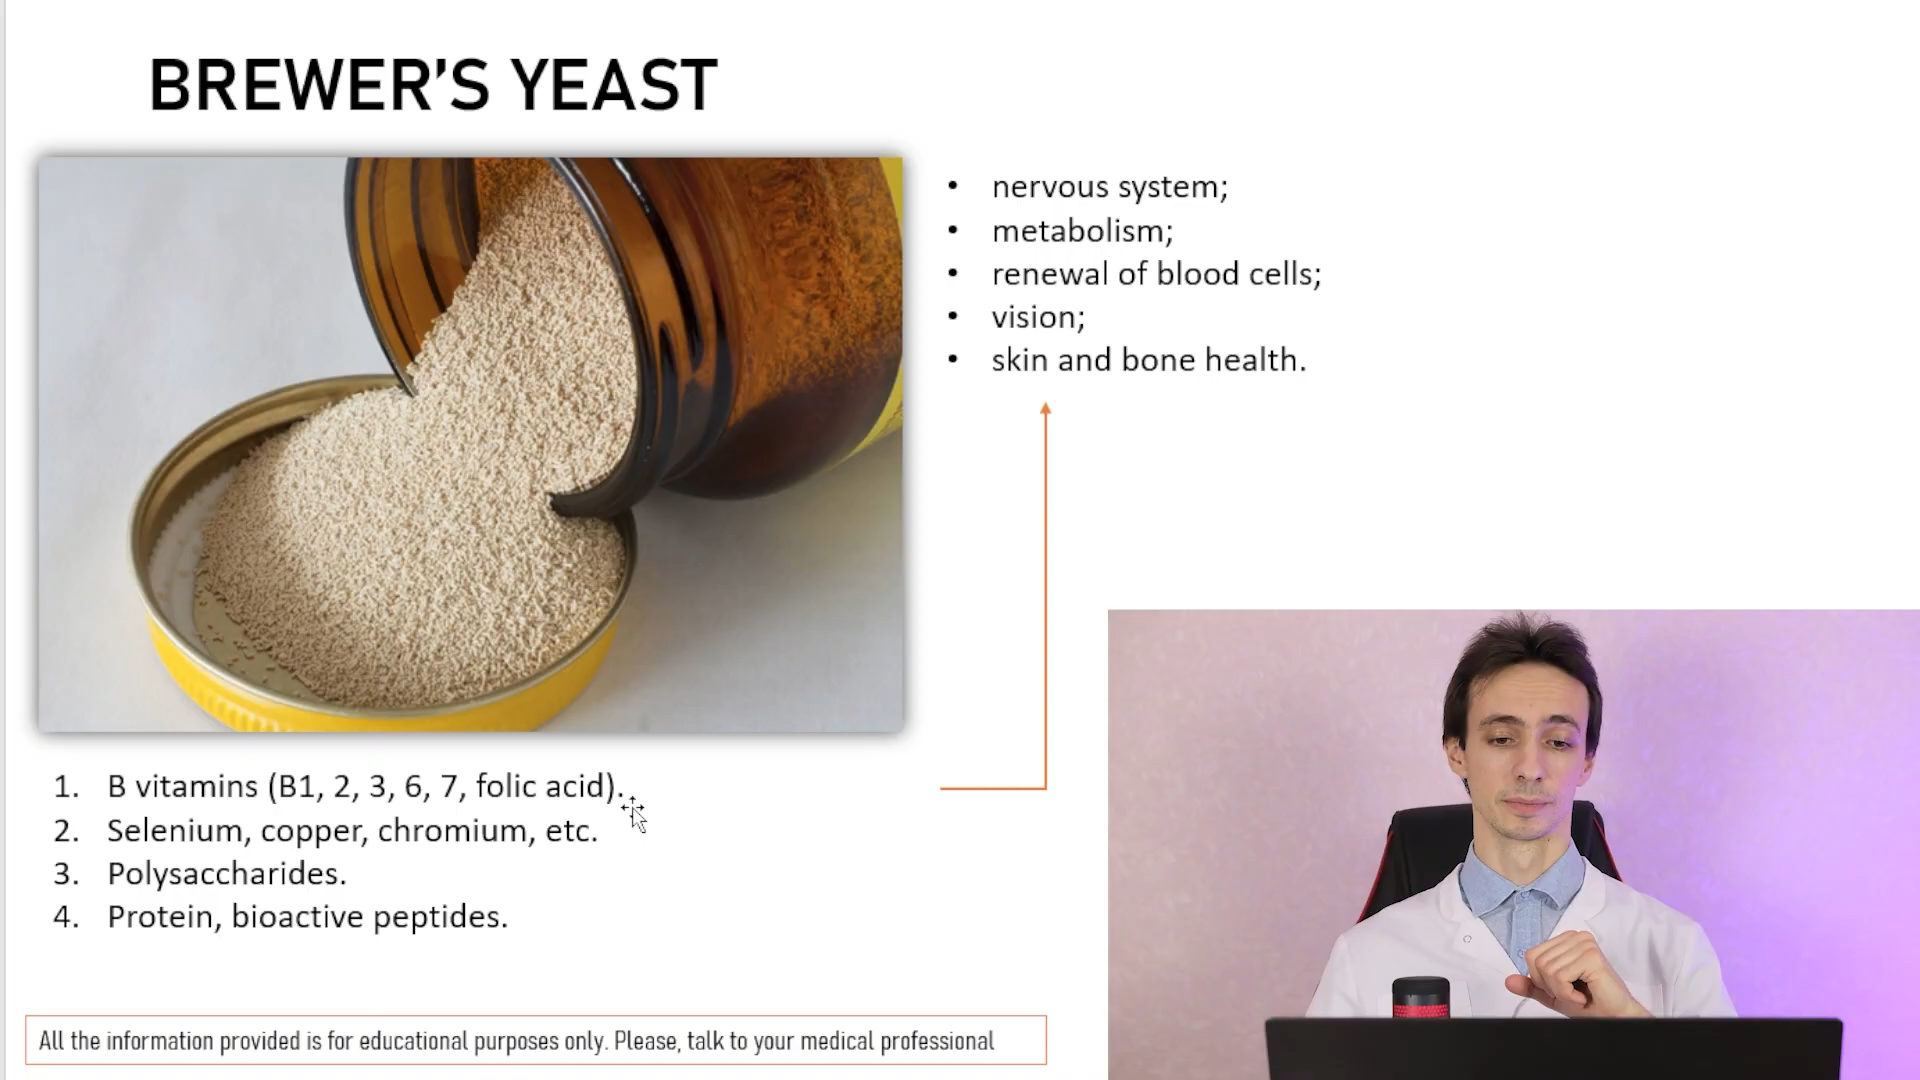 BREWER'S YEAST
• nervous system;
• metabolism;
• renewal of blood cells;
• vision;
• skin and bone health.
1. B vitamins (B1, 2, 3, 6, 7, folic acid).
2. Selenium, copper, chromium, etc.
3. Polysaccharides.
4. Protein, bioactive peptides.
All the information provided is for educational purposes only. Please, talk to your medical professional